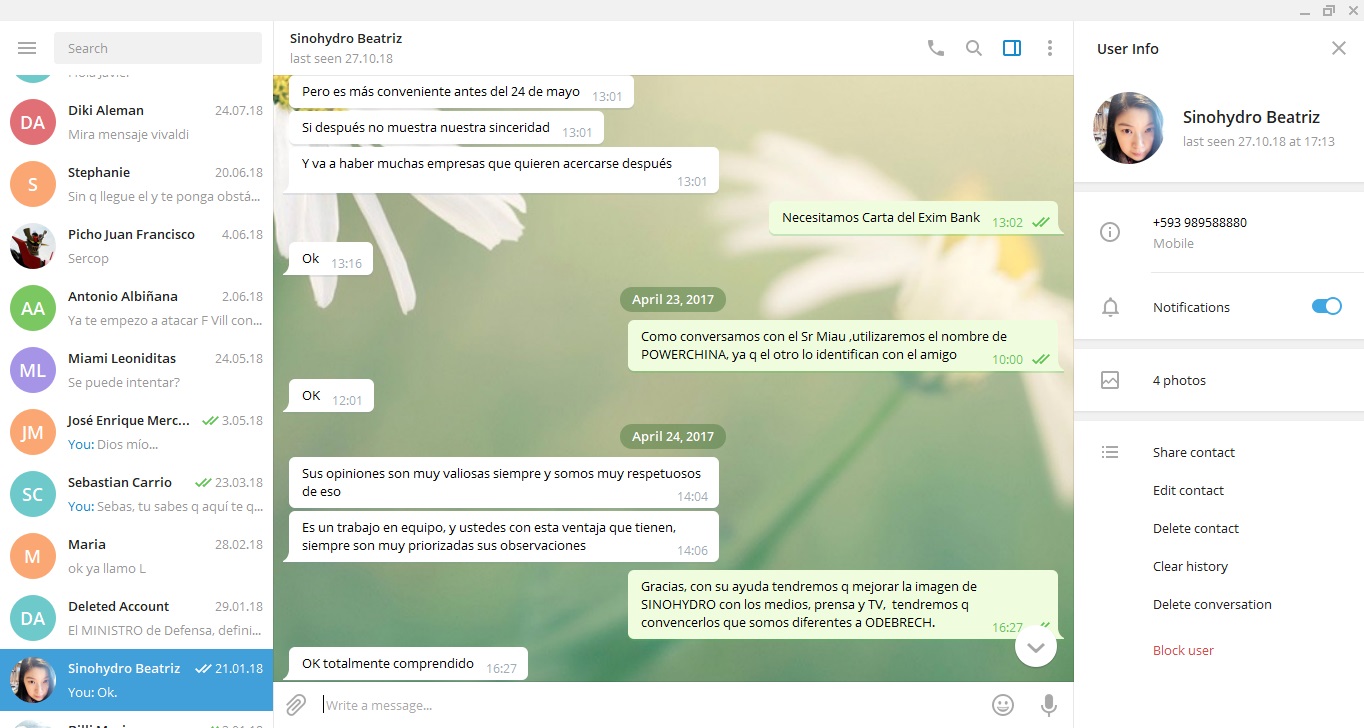 Search
Hola Javier
Diki Aleman 24.07.18
Mira mensaje vivaldi
Stephanie 20.06.18
Sin q llegue el y te ponga obstá...
Picho Juan Francisco 4.06.18
Sercop
Antonio Albiñana 2.06.18
Ya te empezo a atacar F Vill con...
Miami Leoniditas 24.05.18
Se puede intentar?
José Enrique Merc... 3.05.18
You: Dios mío...
Sebastian Carrio 23.03.18
You: Sebas, tu sabes q aquí te q...
Maria 28.02.18
ok ya llamo L
Deleted Account 29.01.18
El MINISTRO de Defensa, defini...
Sinohydro Beatriz 21.01.18
You: Ok.
DA
S
AA
ML
JM
SC
M
DA
Sinohydro Beatriz
last seen 27.10.18
Pero es más conveniente antes del 24 de mayo 13:01
Si después no muestra nuestra sinceridad 13:01
Y va a haber muchas empresas que quieren acercarse después
13:01
Necesitamos Carta del Exim Bank 13:02
Ok 13:16
April 23, 2017
Como conversamos con el Sr Miau ,utilizaremos el nombre de
POWERCHINA, ya q el otro lo identifican con el amigo 10:00
OK 12:01
April 24, 2017
Sus opiniones son muy valiosas siempre y somos muy respetuosos
de eso 14:04
Es un trabajo en equipo, y ustedes con esta ventaja que tienen,
siempre son muy priorizadas sus observaciones 14:06
Gracias, con su ayuda tendremos q mejorar la imagen de
SINOHYDRO con los medios, prensa y TV, tendremos q
convencerlos que somos diferentes a ODEBRECH. 16:27
OK totalmente comprendido 16:27
Write a message...
User Info
Sinohydro Beatriz
last seen 27.10.18 at 17:13
+593 989588880
Mobile
Notifications
4 photos
Share contact
Edit contact
Delete contact
Clear history
Delete conversation
Block user